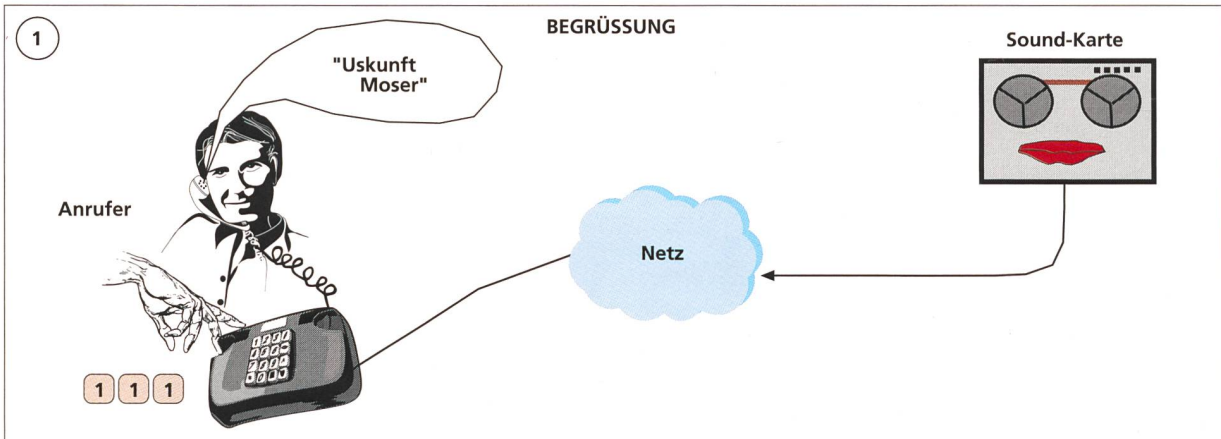 1
BEGRÜSSUNG
Sound-Karte
"Uskunft
Moser"
Anrufer
Netz
1 1 1